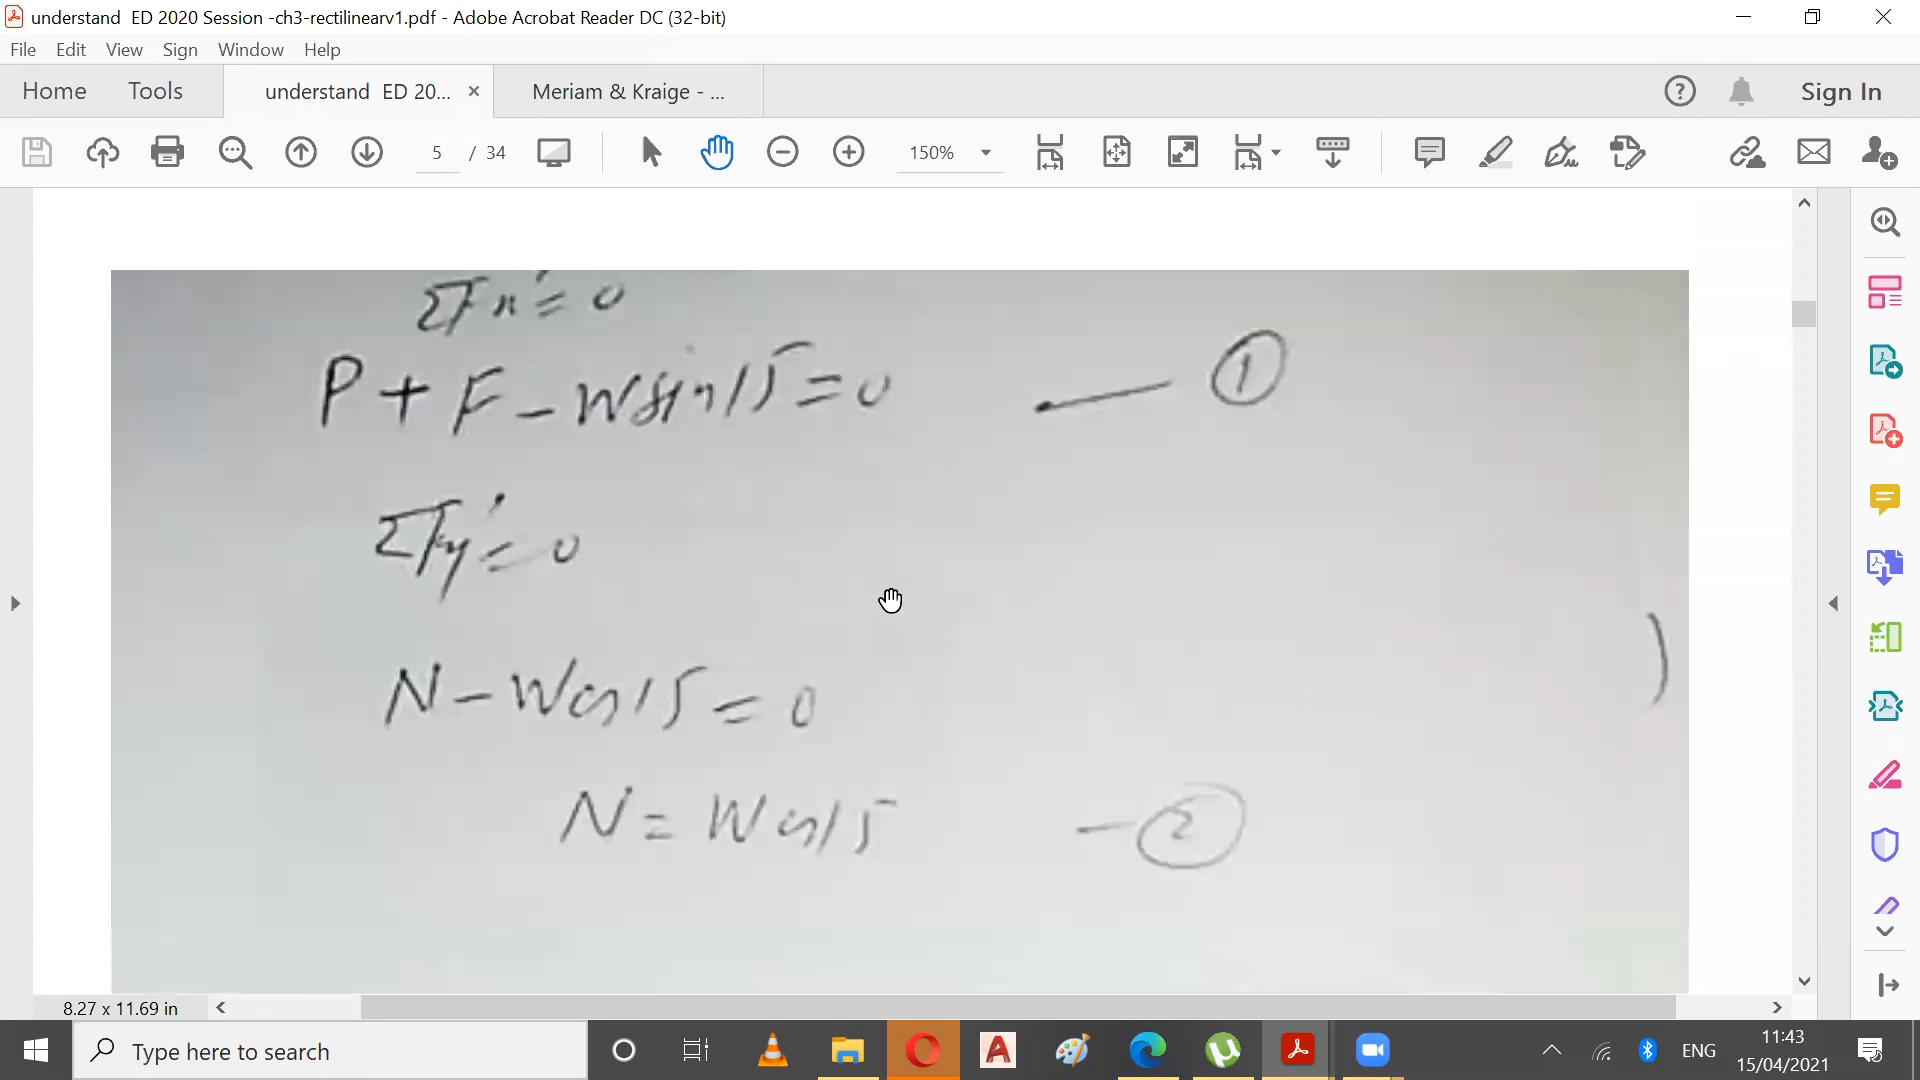 understand ED 2020 Session -ch3-rectilinearv1.pdf - Adobe Acrobat Reader DC (32-bit)
File Edit View Sign Window Help
Home Tools understand ED 20... × Meriam & Kraige - ... Sign In
5 / 34 150%
ΣFx' = 0
P + F - W sin 15 = 0 — 1
ΣFy' = 0
N - W cos 15 = 0
)
N = W cos 15 - 2
8.27 x 11.69 in
Type here to search ENG 11:43
15/04/2021